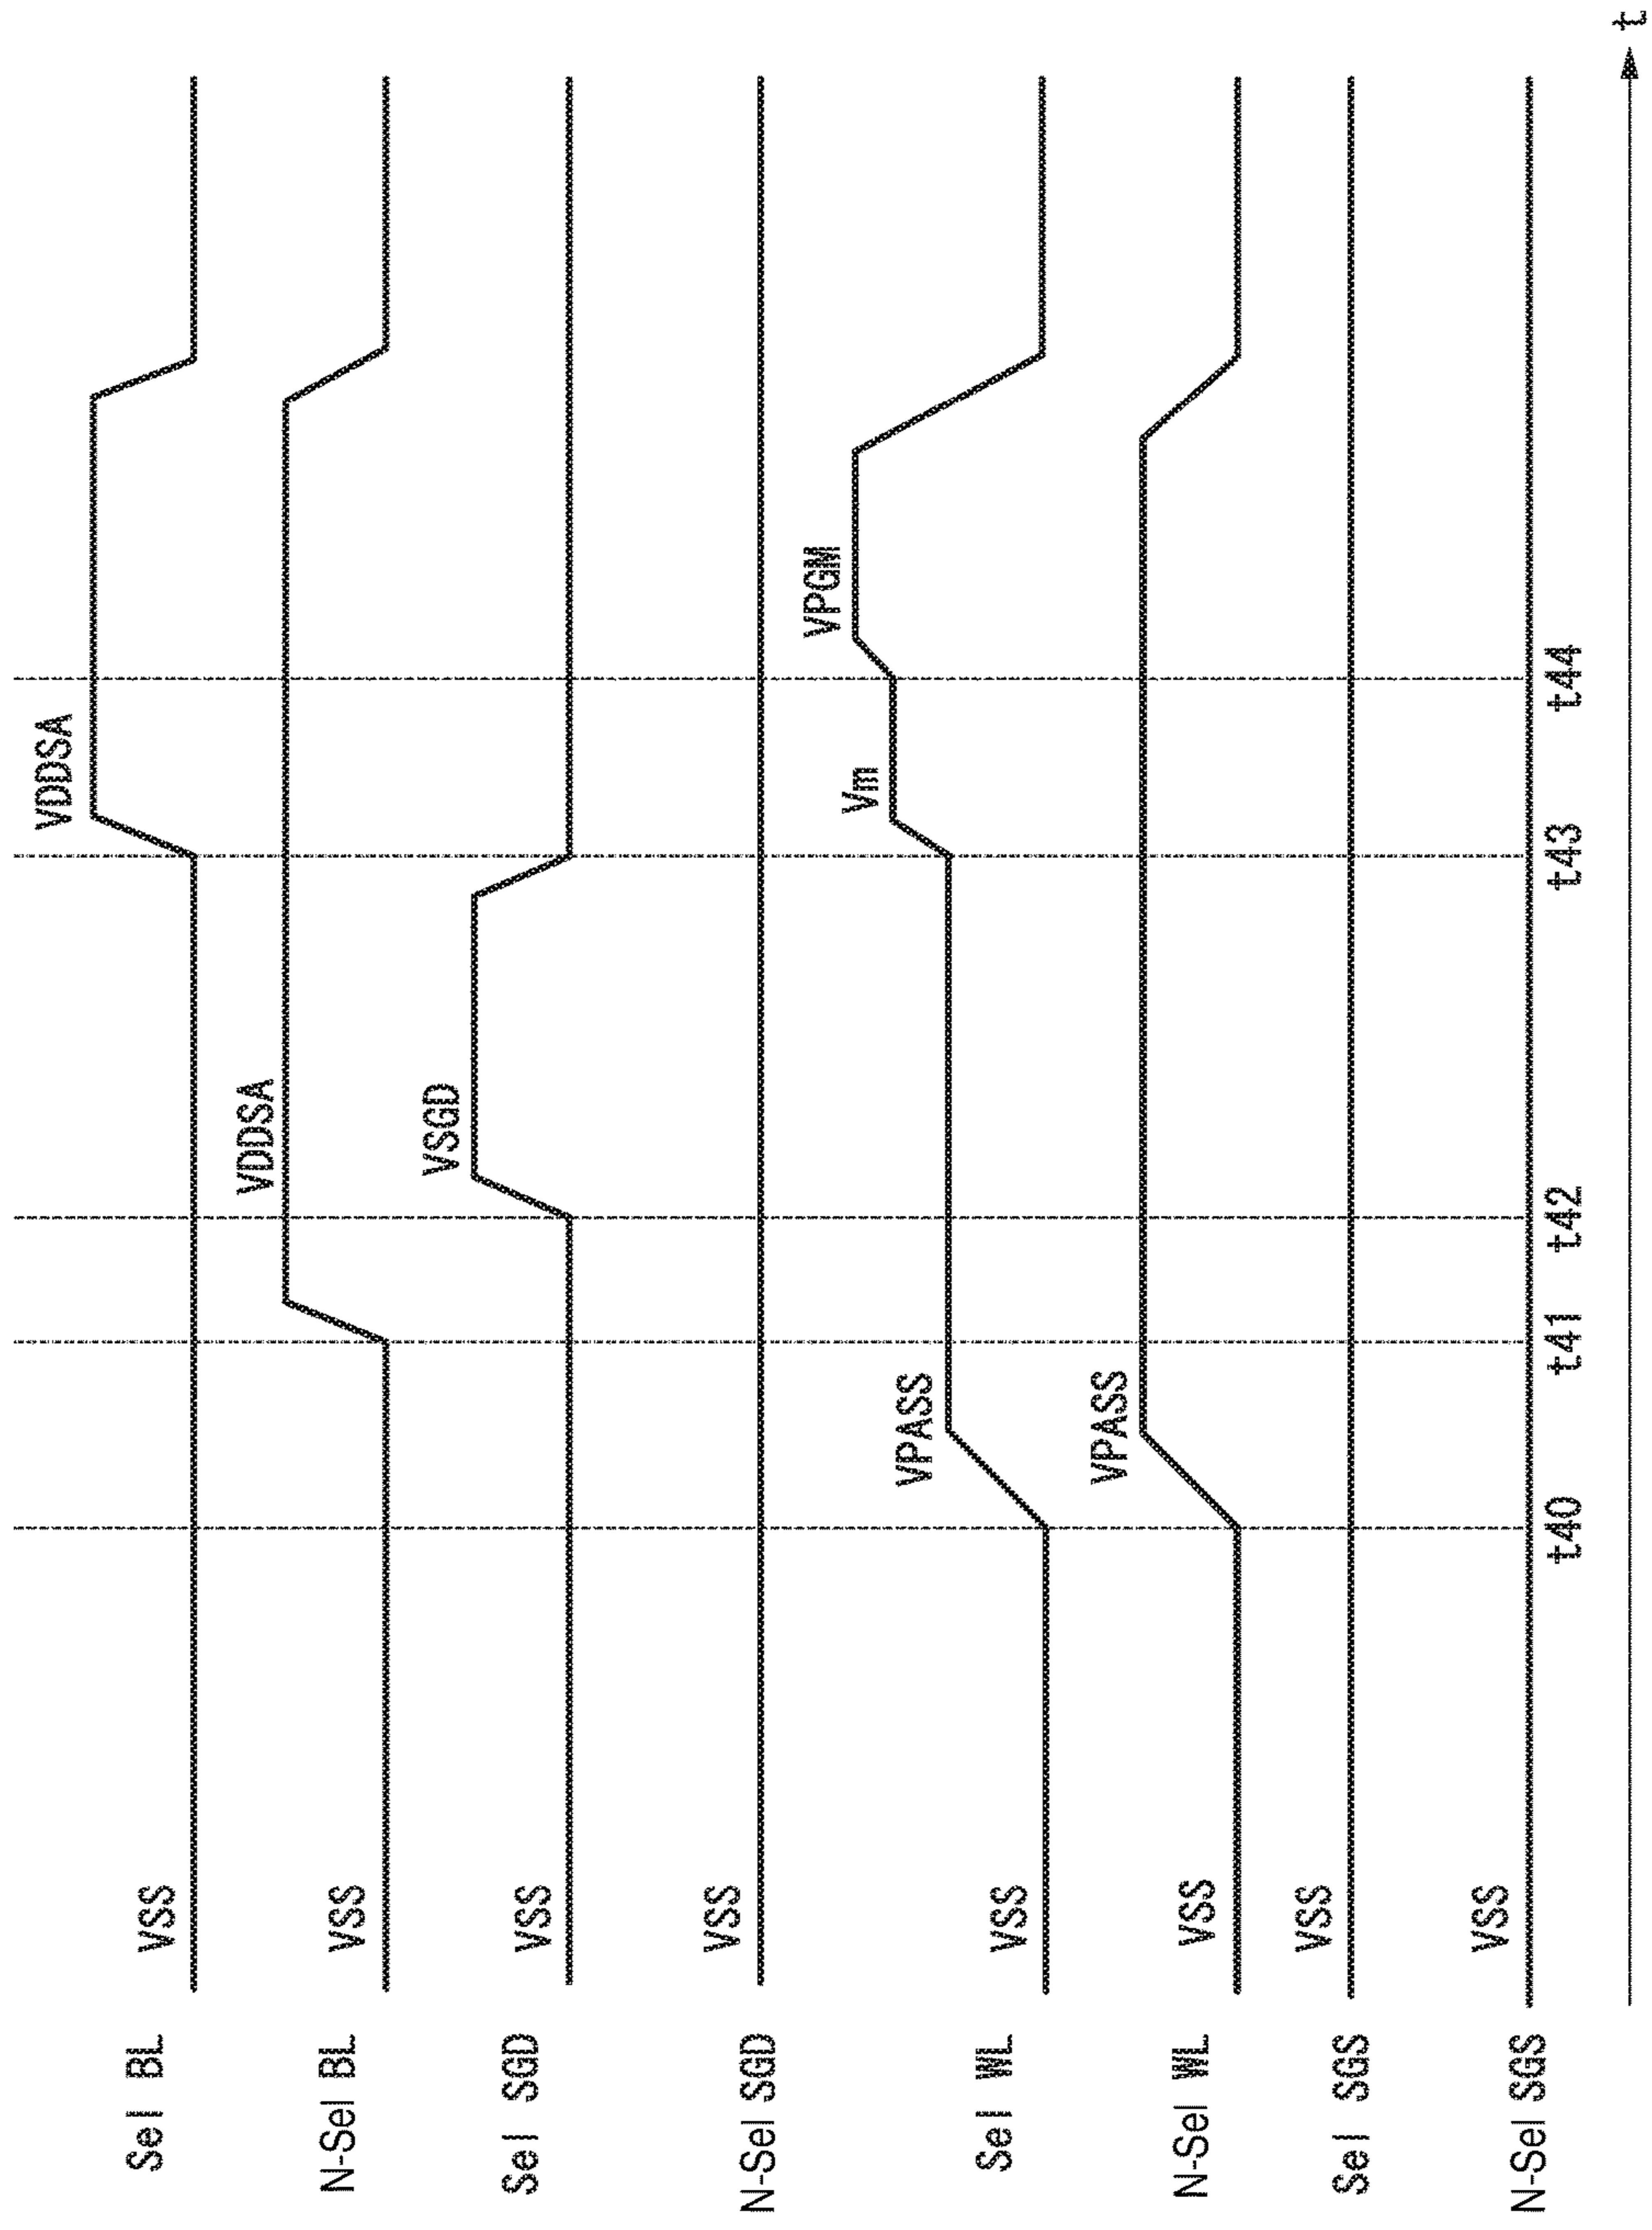 Sel BL
VSS
VDDSA
N-Sel BL
VSS
VDDSA
Sel SGD
VSS
VSGD
N-Sel SGD
VSS
Sel WL
VSS
VPASS
Vm
VPGM
N-Sel WL
VSS
VPASS
Sel SGS
VSS
N-Sel SGS
VSS
t40
t41
t42
t43
t44
t